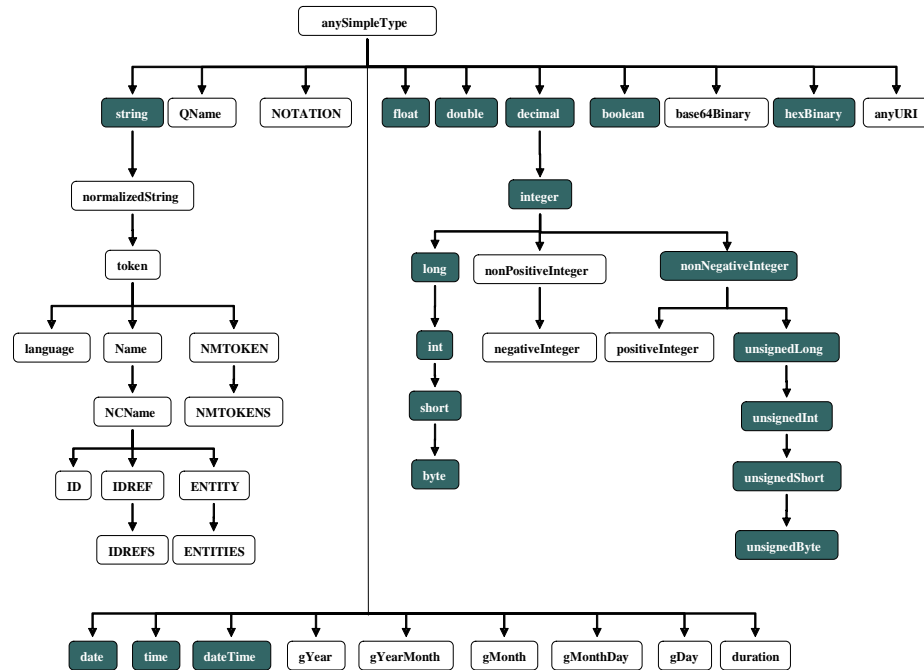 anySimpleType
string
QName
NOTATION
float
double
decimal
boolean
base64Binary
hexBinary
anyURI
normalizedString
integer
token
long
nonPositiveInteger
nonNegativeInteger
language
Name
NMTOKEN
int
negativeInteger
positiveInteger
unsignedLong
NCName
NMTOKENS
short
unsignedInt
ID
IDREF
ENTITY
byte
unsignedShort
IDREFS
ENTITIES
unsignedByte
date
time
dateTime
gYear
gYearMonth
gMonth
gMonthDay
gDay
duration